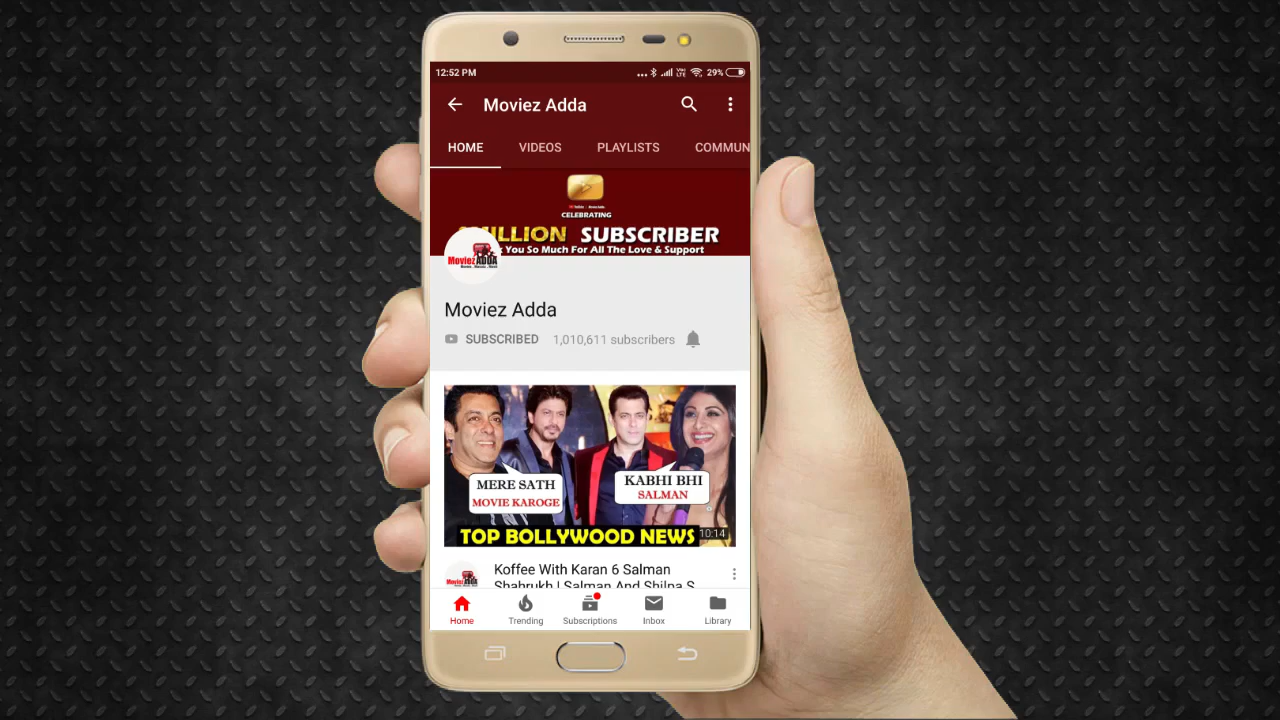 12:52 PM
29%
Moviez Adda
HOME VIDEOS PLAYLISTS COMMUN
CELEBRATING
ILLION SUBSCRIBER
k You So Much For All The Love & Support
Moviez ADDA
Moviez Adda
SUBSCRIBED 1,010,611 subscribers
MERE SATH
MOVIE KAROGE
KABHI BHI
SALMAN
TOP BOLLYWOOD NEWS
10:14
Koffee With Karan 6 Salman
Shahrukh | Salman And Shilpa S
Home Trending Subscriptions Inbox Library